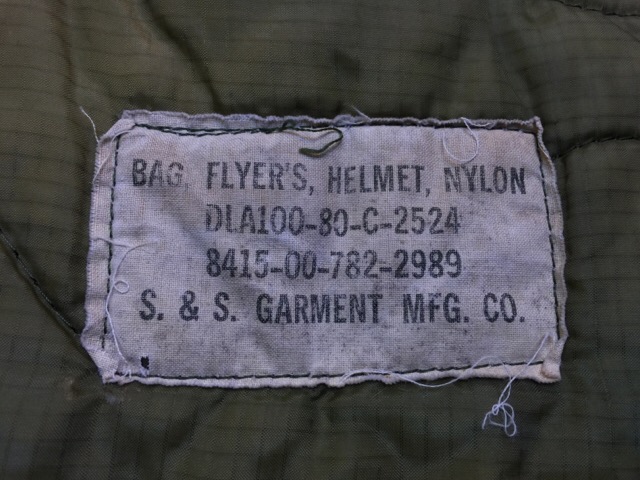 BAG, FLYER'S, HELMET, NYLON
DLA100-80-C-2524
8415-00-782-2989
S. & S. GARMENT MFG. CO.